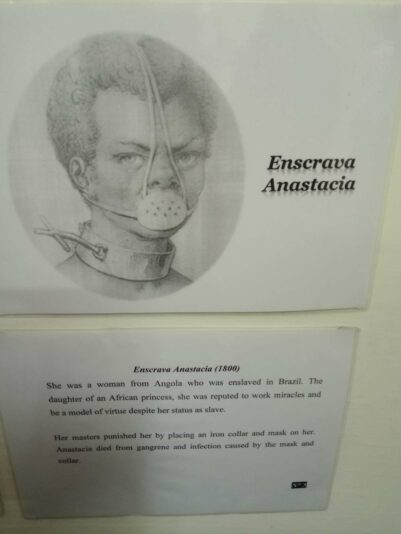 Enscrava
Anastacia
Enscrava Anastacia (1800)
She was a woman from Angola who was enslaved in Brazil. The
daughter of an African princess, she was reputed to work miracles and
be a model of virtue despite her status as slave.
Her masters punished her by placing an iron collar and mask on her.
Anastacia died from gangrene and infection caused by the mask and
collar.